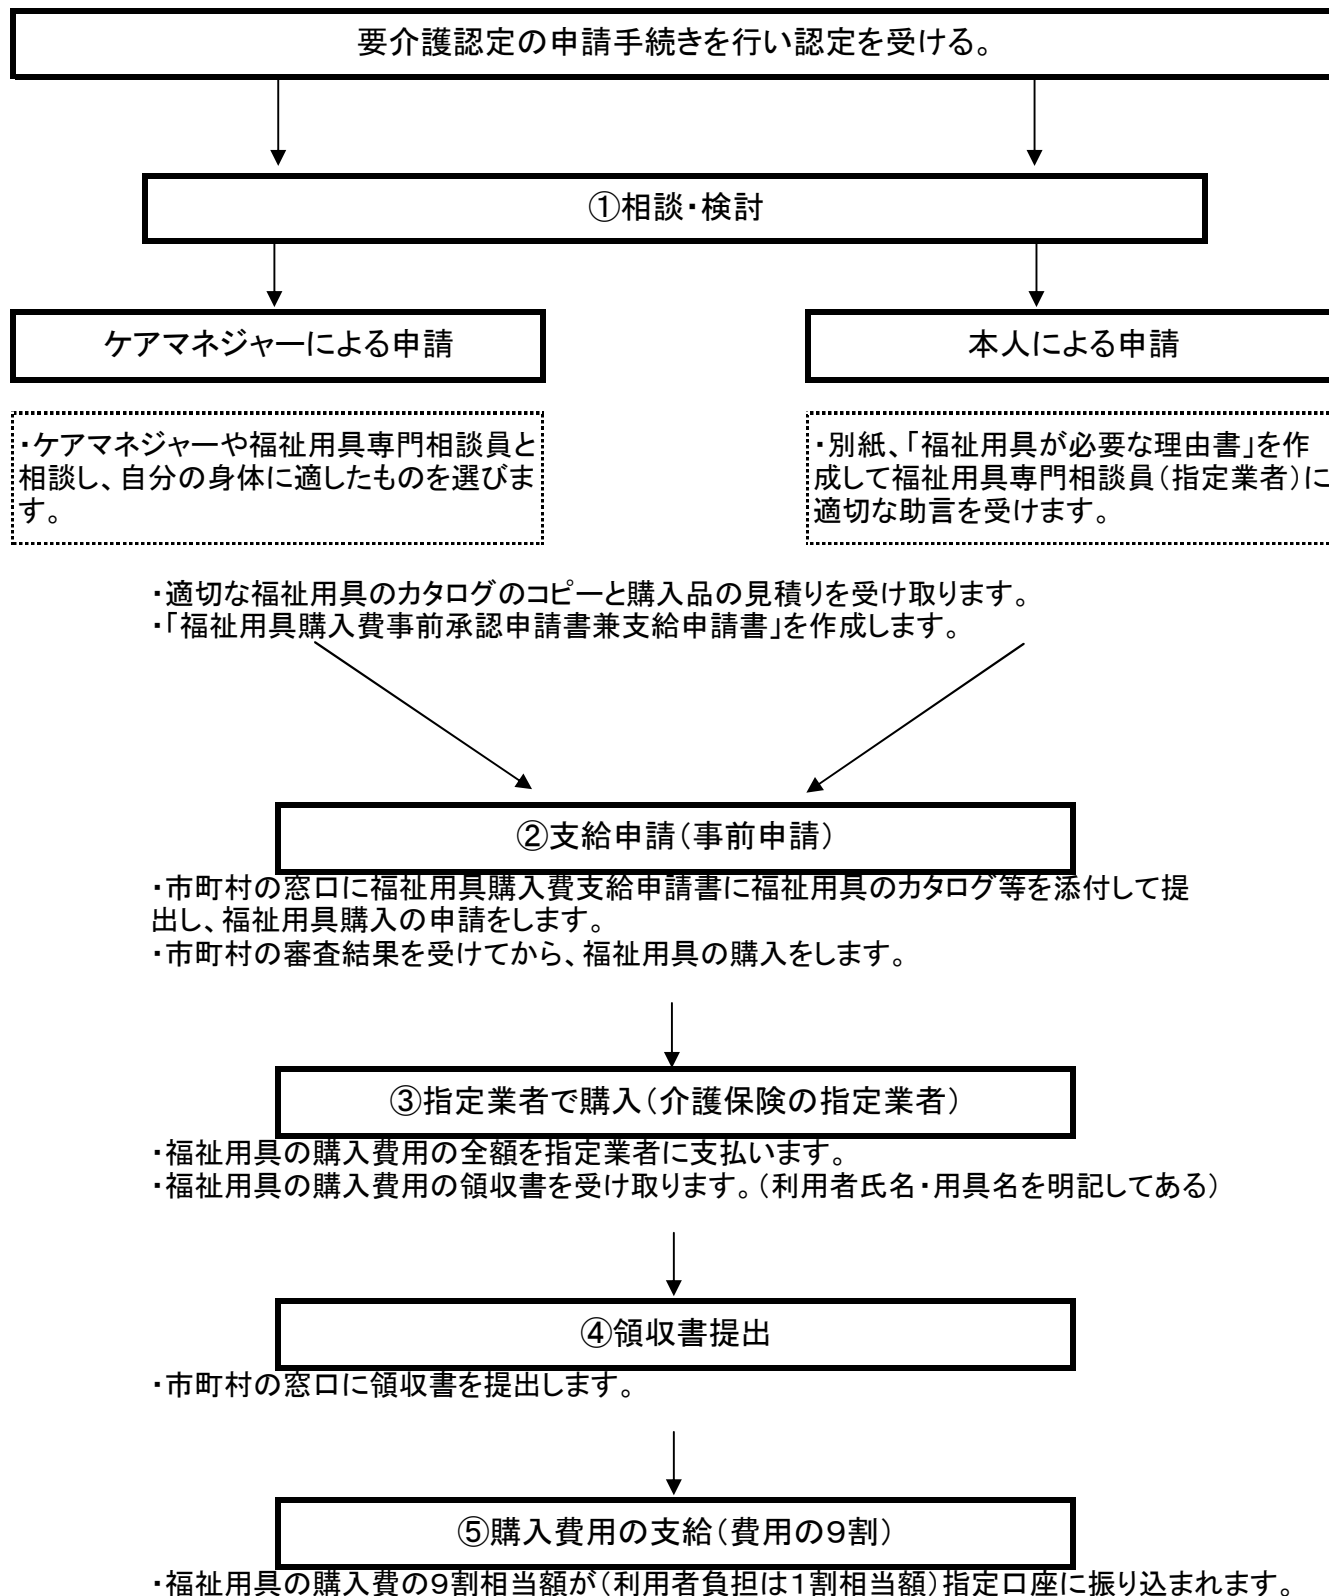 要介護認定の申請手続きを行い認定を受ける。
①相談・検討
ケアマネジャーによる申請
本人による申請
・ケアマネジャーや福祉用具専門相談員と
相談し、自分の身体に適したものを選びま
す。
・別紙、「福祉用具が必要な理由書」を作
成して福祉用具専門相談員(指定業者)に
適切な助言を受けます。
・適切な福祉用具のカタログのコピーと購入品の見積りを受け取ります。
・「福祉用具購入費事前承認申請書兼支給申請書」を作成します。
②支給申請(事前申請)
・市町村の窓口に福祉用具購入費支給申請書に福祉用具のカタログ等を添付して提
出し、福祉用具購入の申請をします。
・市町村の審査結果を受けてから、福祉用具の購入をします。
③指定業者で購入(介護保険の指定業者)
・福祉用具の購入費用の全額を指定業者に支払います。
・福祉用具の購入費用の領収書を受け取ります。(利用者氏名・用具名を明記してある)
④領収書提出
・市町村の窓口に領収書を提出します。
⑤購入費用の支給(費用の9割)
・福祉用具の購入費の9割相当額が(利用者負担は1割相当額)指定口座に振り込まれます。